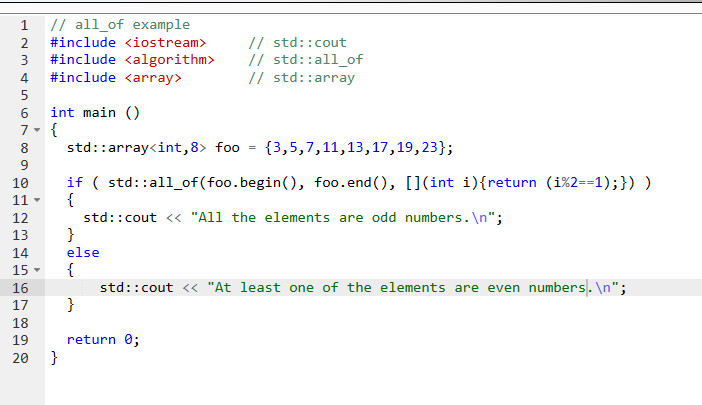 1 // all_of example
2 #include <iostream>     // std::cout
3 #include <algorithm>    // std::all_of
4 #include <array>        // std::array
5
6 int main ()
7 {
8   std::array<int,8> foo = {3,5,7,11,13,17,19,23};
9
10   if ( std::all_of(foo.begin(), foo.end(), [](int i){return (i%2==1);}) )
11   {
12     std::cout << "All the elements are odd numbers.\n";
13   }
14   else
15   {
16       std::cout << "At least one of the elements are even numbers.\n";
17   }
18
19   return 0;
20 }